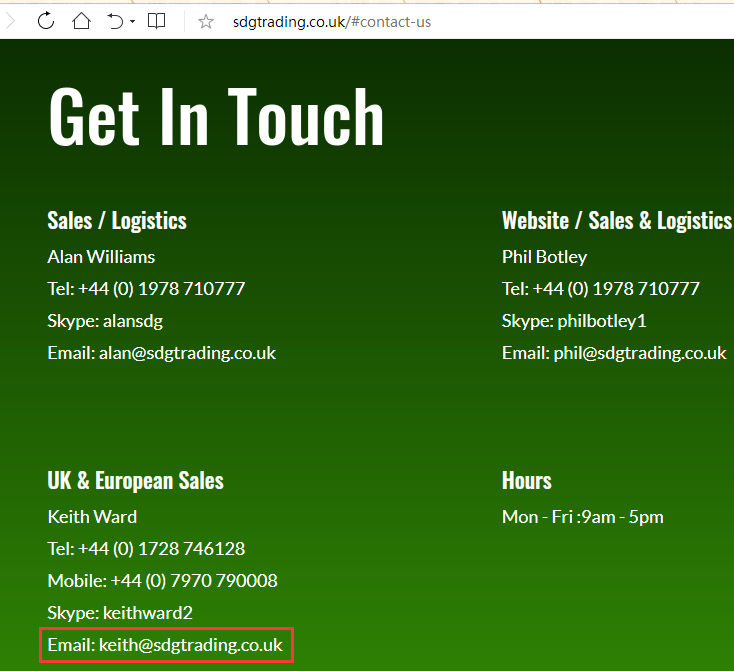 sdgtrading.co.uk/#contact-us
Get In Touch
Sales / Logistics
Alan Williams
Tel: +44 (0) 1978 710777
Skype: alansdg
Email: alan@sdgtrading.co.uk
Website / Sales & Logistics
Phil Botley
Tel: +44 (0) 1978 710777
Skype: philbotley1
Email: phil@sdgtrading.co.uk
UK & European Sales
Keith Ward
Tel: +44 (0) 1728 746128
Mobile: +44 (0) 7970 790008
Skype: keithward2
Email: keith@sdgtrading.co.uk
Hours
Mon - Fri :9am - 5pm